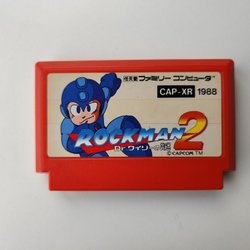 任天堂 ファミリー コンピュータ
CAP-XR 1988
ROCKMAN 2
Dr.ワイリーの謎
©CAPCOM TM